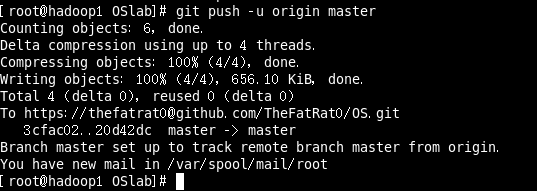 [ root@hadoop1 OSlab]# git push -u origin master
Counting objects: 6, done.
Delta compression using up to 4 threads.
Compressing objects: 100% (4/4), done.
Writing objects: 100% (4/4), 656.10 KiB, done.
Total 4 (delta 0), reused 0 (delta 0)
To https://thefatrat0@github.com/TheFatRat0/OS.git
   3cfac02..20d42dc  master -> master
Branch master set up to track remote branch master from origin.
You have new mail in /var/spool/mail/root
[ root@hadoop1 OSlab]#